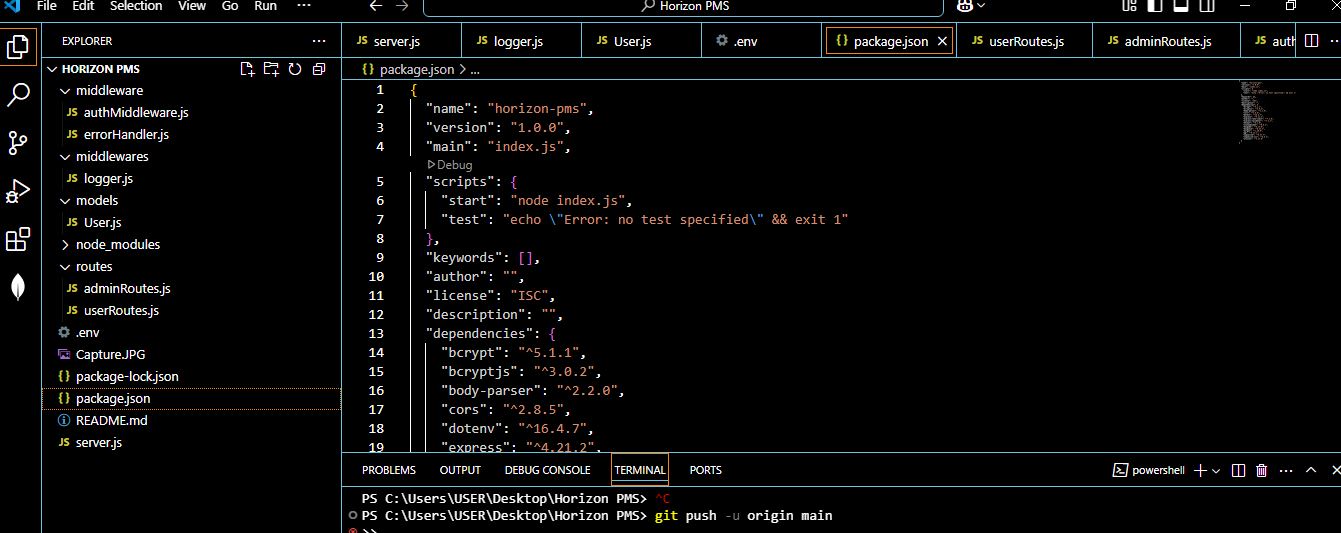 File Edit Selection View Go Run ···
Horizon PMS
EXPLORER ···
HORIZON PMS
middleware
JS authMiddleware.js
JS errorHandler.js
middlewares
JS logger.js
models
JS User.js
node_modules
routes
JS adminRoutes.js
JS userRoutes.js
.env
Capture.JPG
{} package-lock.json
{} package.json
README.md
JS server.js
JS server.js JS logger.js JS User.js .env {} package.json JS userRoutes.js JS adminRoutes.js JS auth
{} package.json > ...
1 {
2 "name": "horizon-pms",
3 "version": "1.0.0",
4 "main": "index.js",
Debug
5 "scripts": {
6 "start": "node index.js",
7 "test": "echo \"Error: no test specified\" && exit 1"
8 },
9 "keywords": [],
10 "author": "",
11 "license": "ISC",
12 "description": "",
13 "dependencies": {
14 "bcrypt": "^5.1.1",
15 "bcryptjs": "^3.0.2",
16 "body-parser": "^2.2.0",
17 "cors": "^2.8.5",
18 "dotenv": "^16.4.7",
19 "express": "^4.21.2",
PROBLEMS OUTPUT DEBUG CONSOLE TERMINAL PORTS powershell
PS C:\Users\USER\Desktop\Horizon PMS> ^C
PS C:\Users\USER\Desktop\Horizon PMS> git push -u origin main
>>